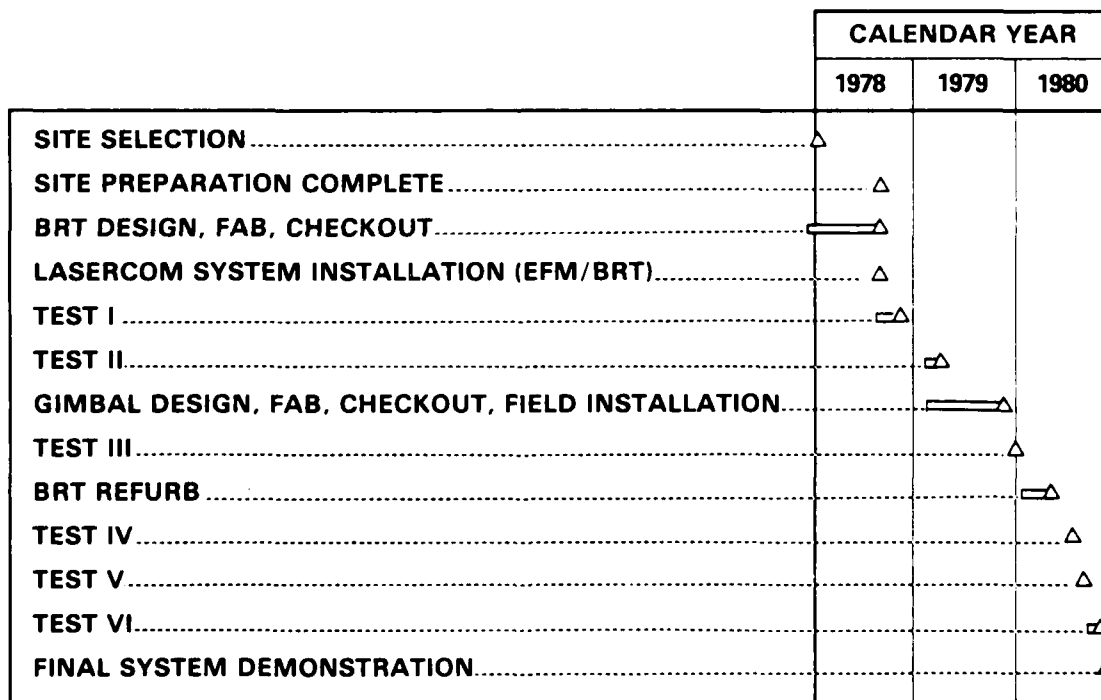 CALENDAR YEAR
1978 1979 1980
SITE SELECTION
SITE PREPARATION COMPLETE
BRT DESIGN, FAB, CHECKOUT
LASERCOM SYSTEM INSTALLATION (EFM/BRT)
TEST I
TEST II
GIMBAL DESIGN, FAB, CHECKOUT, FIELD INSTALLATION
TEST III
BRT REFURB
TEST IV
TEST V
TEST VI
FINAL SYSTEM DEMONSTRATION